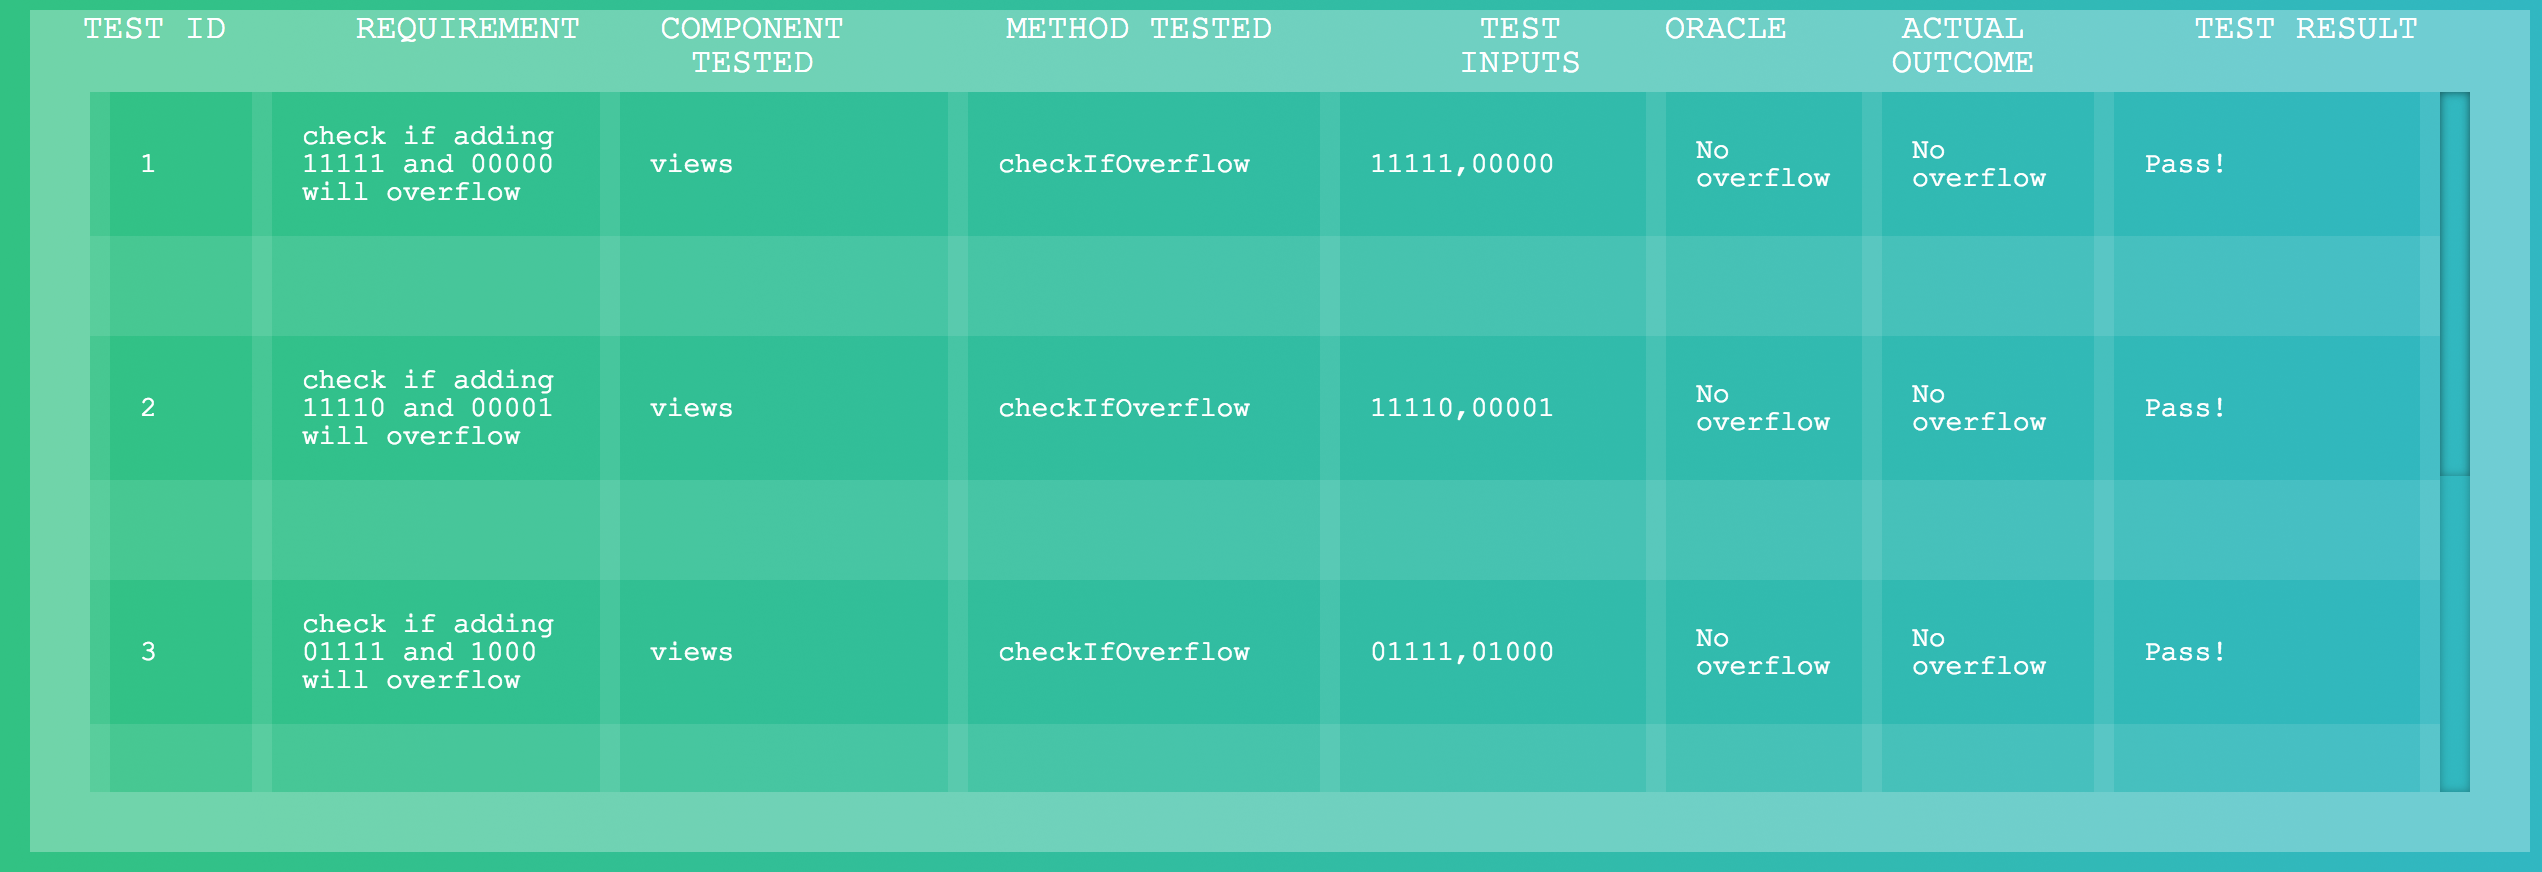 TEST ID REQUIREMENT COMPONENT TESTED METHOD TESTED TEST INPUTS ORACLE ACTUAL OUTCOME TEST RESULT
1
check if adding
11111 and 00000
will overflow
views
checkIfOverflow
11111,00000
No
overflow
No
overflow
Pass!
2
check if adding
11110 and 00001
will overflow
views
checkIfOverflow
11110,00001
No
overflow
No
overflow
Pass!
3
check if adding
01111 and 1000
will overflow
views
checkIfOverflow
01111,01000
No
overflow
No
overflow
Pass!